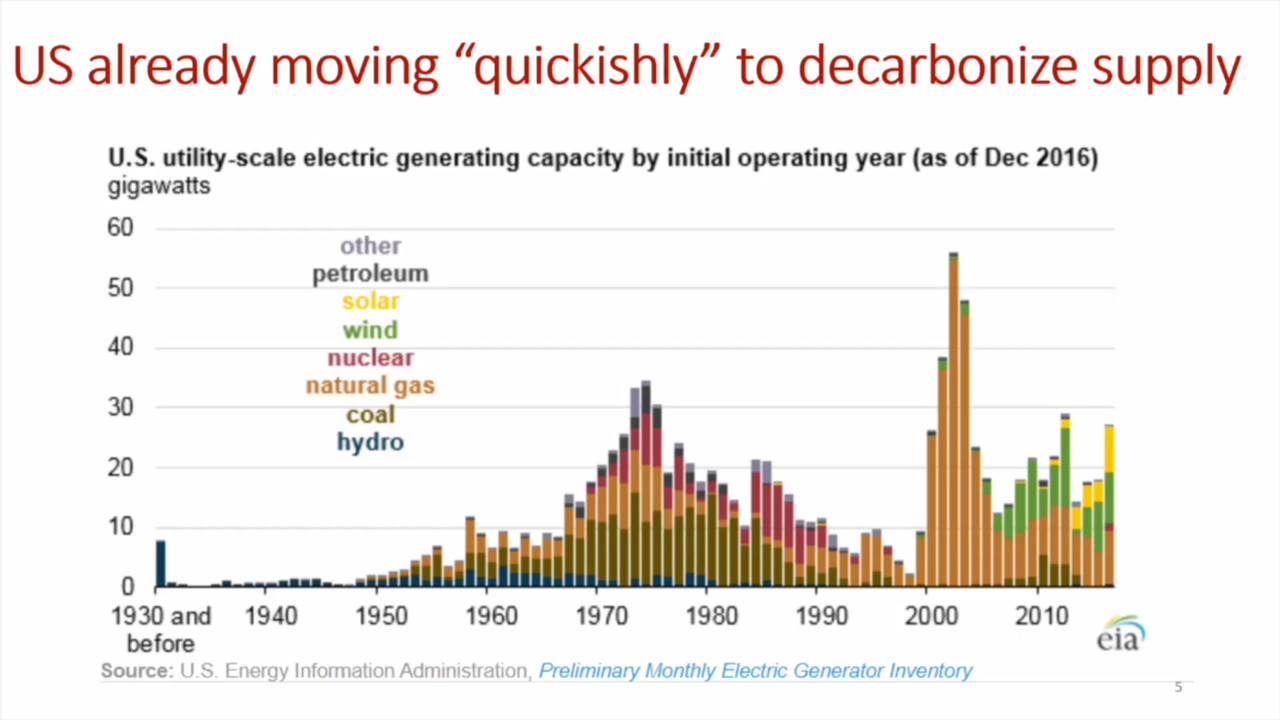 US already moving “quickishly” to decarbonize supply
U.S. utility-scale electric generating capacity by initial operating year (as of Dec 2016)
gigawatts
60
50
40
30
20
10
0
other
petroleum
solar
wind
nuclear
natural gas
coal
hydro
1930 and before
1940
1950
1960
1970
1980
1990
2000
2010
eia
Source: U.S. Energy Information Administration, Preliminary Monthly Electric Generator Inventory
5